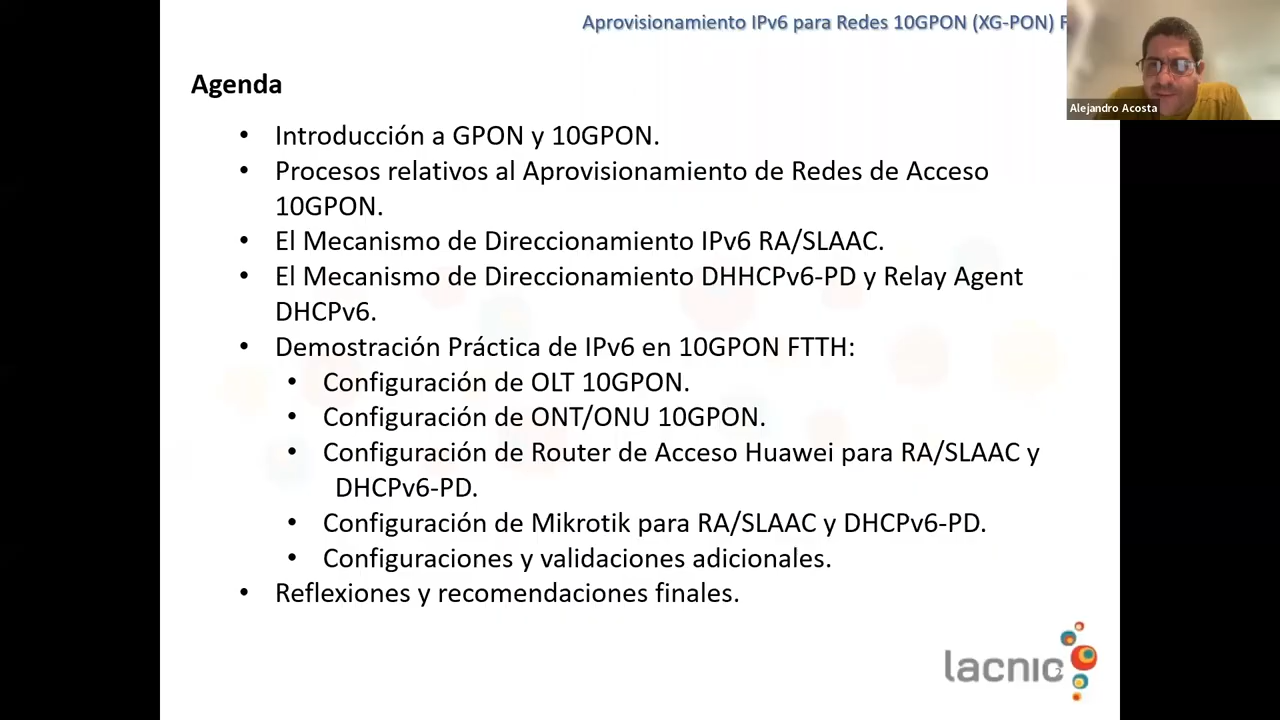 Aprovisionamiento IPv6 para Redes 10GPON (XG-PON)
Alejandro Acosta
Agenda
• Introducción a GPON y 10GPON.
• Procesos relativos al Aprovisionamiento de Redes de Acceso
10GPON.
• El Mecanismo de Direccionamiento IPv6 RA/SLAAC.
• El Mecanismo de Direccionamiento DHHCPv6-PD y Relay Agent
DHCPv6.
• Demostración Práctica de IPv6 en 10GPON FTTH:
• Configuración de OLT 10GPON.
• Configuración de ONT/ONU 10GPON.
• Configuración de Router de Acceso Huawei para RA/SLAAC y
DHCPv6-PD.
• Configuración de Mikrotik para RA/SLAAC y DHCPv6-PD.
• Configuraciones y validaciones adicionales.
• Reflexiones y recomendaciones finales.
lacnic